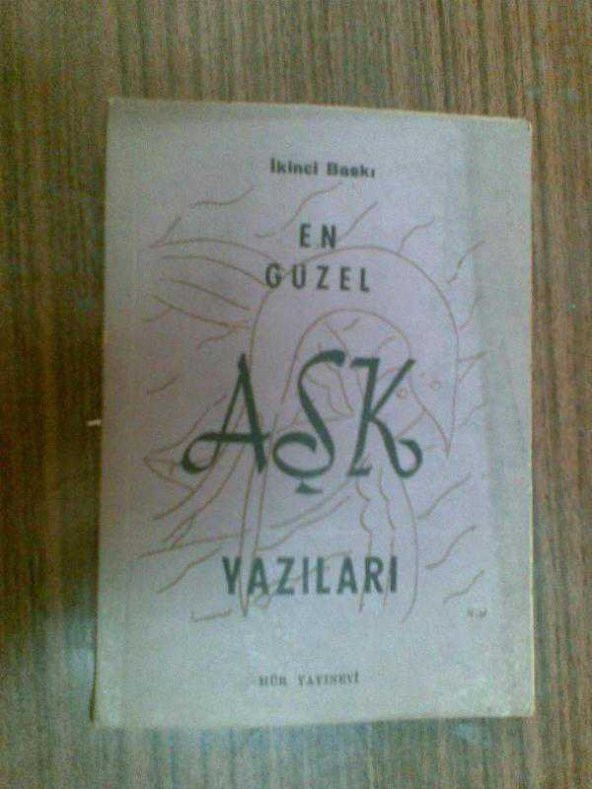 İkinci Baskı
EN
GÜZEL
AŞK
YAZILARI
HÜR YAYINEVİ